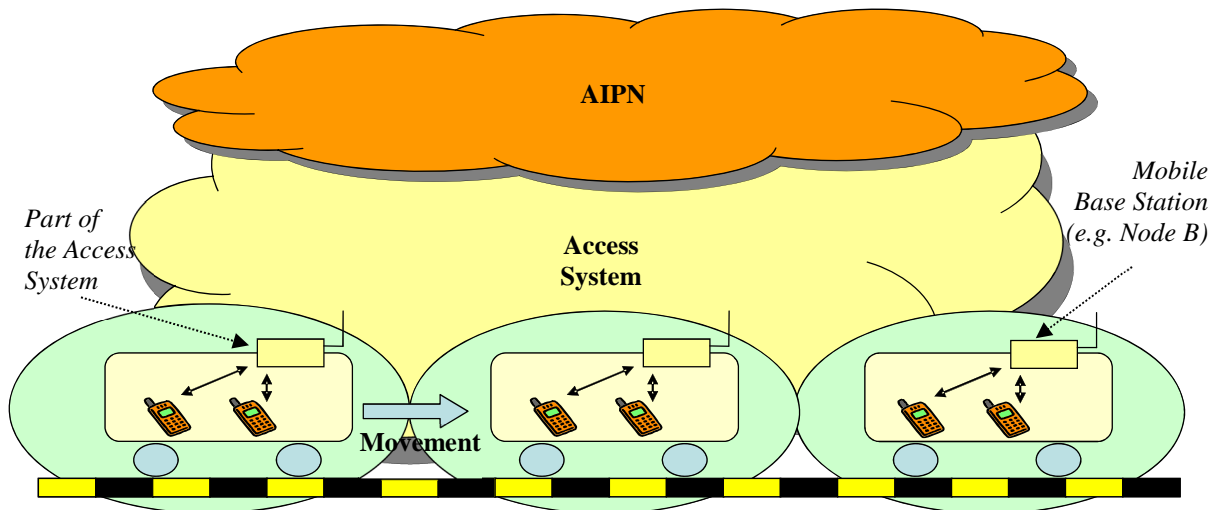 AIPN
Mobile
Base Station
(e.g. Node B)
Part of
the Access
System
Access
System
Movement